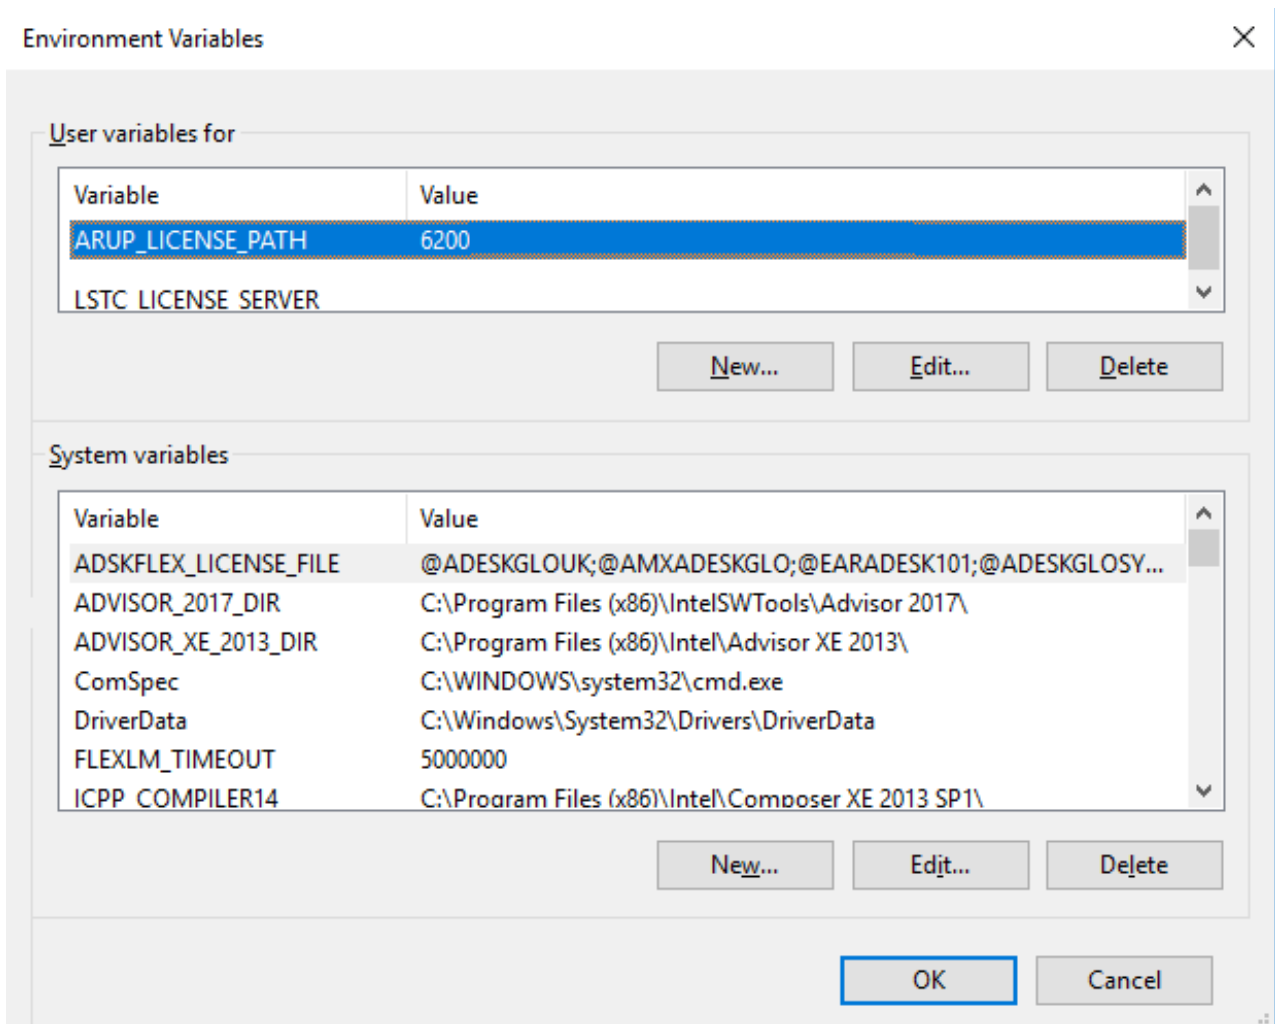 Environment Variables
User variables for
Variable Value
ARUP_LICENSE_PATH 6200
LSTC_LICENSE_SERVER
New... Edit... Delete
System variables
Variable Value
ADSKFLEX_LICENSE_FILE @ADESKGLOUK;@AMXADESKGLO;@EARADESK101;@ADESKGLOSY...
ADVISOR_2017_DIR C:\Program Files (x86)\IntelSWTools\Advisor 2017\
ADVISOR_XE_2013_DIR C:\Program Files (x86)\Intel\Advisor XE 2013\
ComSpec C:\WINDOWS\system32\cmd.exe
DriverData C:\Windows\System32\Drivers\DriverData
FLEXLM_TIMEOUT 5000000
ICPP_COMPILER14 C:\Program Files (x86)\Intel\Composer XE 2013 SP1\
New... Edit... Delete
OK Cancel